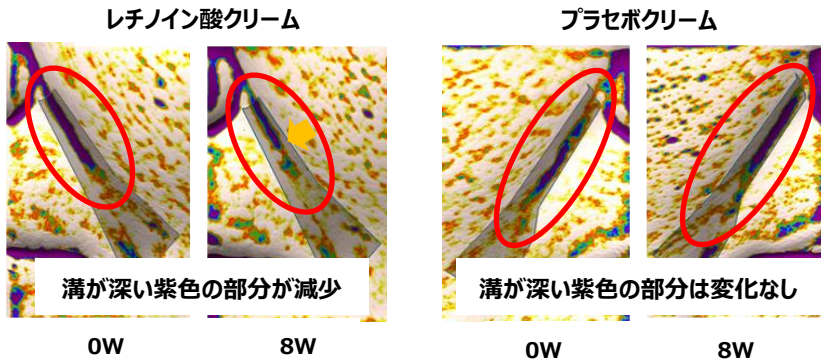 レチノイン酸クリーム
プラセボクリーム
溝が深い紫色の部分が減少
溝が深い紫色の部分は変化なし
0W
8W
0W
8W